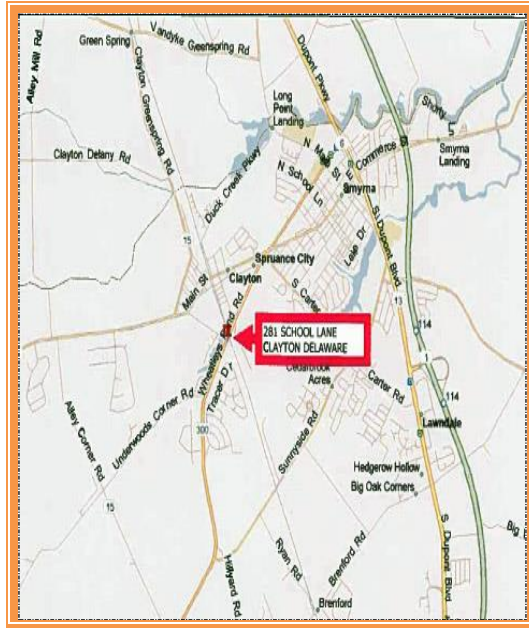 Vandyke Greenspring Rd
Green Spring
Alley Mill Rd
Clayton Greenspring Rd
Dupont Pkwy
Long
Point
Landing
Shorty
6
N Main St
Commerce St
Smyrna
Landing
Clayton Delany Rd
Duck Creek Pkwy
N School Ln
Smyrna
S Dupont Blvd
Lake Dr
15
Spruance City
Clayton
Main St
S Carter
13
Wheatleys Pond Rd
281 SCHOOL LANE
CLAYTON DELAWARE
114
1
Cedarbrook
Acres
Tracer D
Carter Rd
114
Underwoods Corner Rd
Alley Corner Rd
300
Sunnyside Rd
Lawndale
Hedgerow Hollow
Big Oak Corners
15
Big
Hillyard Rd
Ryan Rd
Brenford Rd
S Dupont Blvd
Brenford